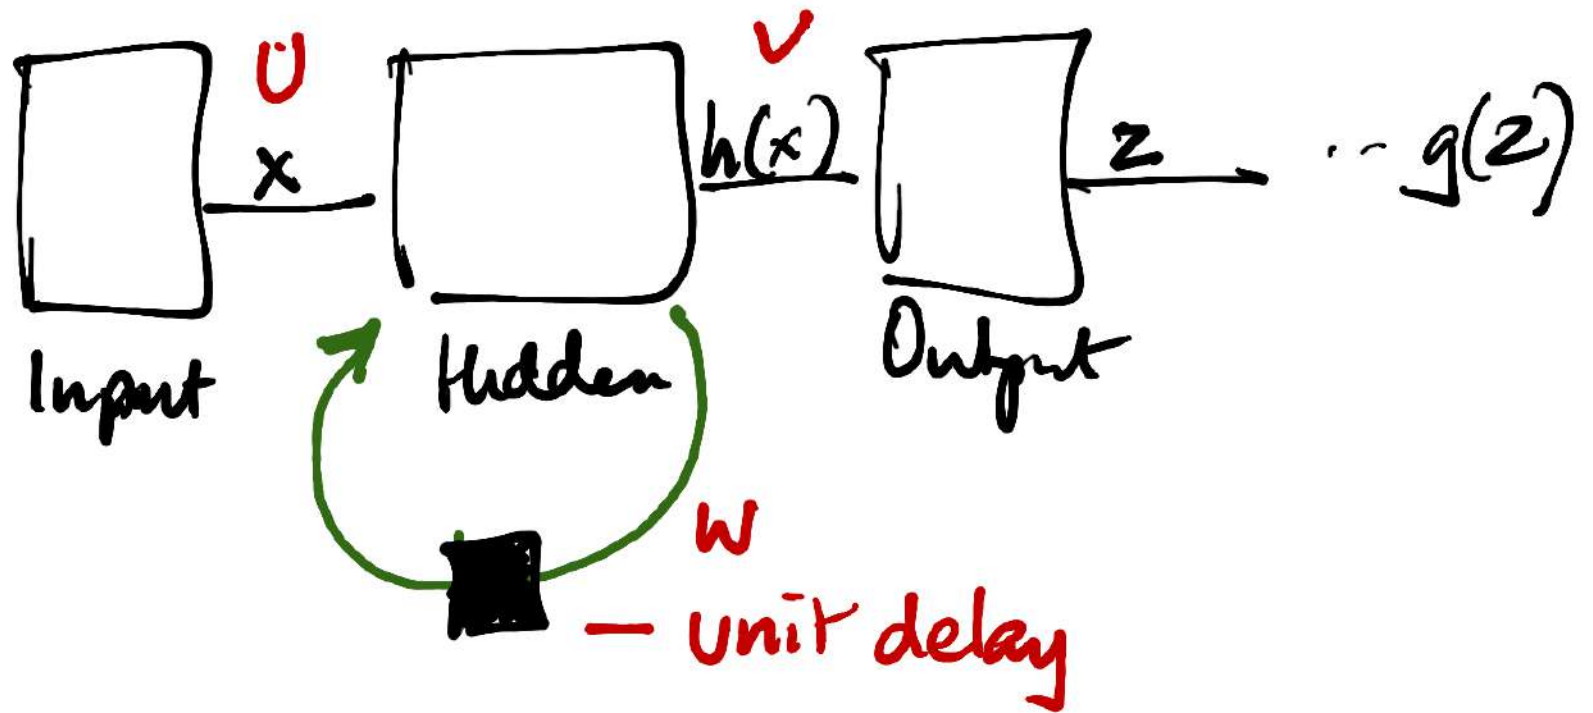 U
V
x
h(x)
z
·-- g(z)
Input
Hidden
Output
W
— unit delay